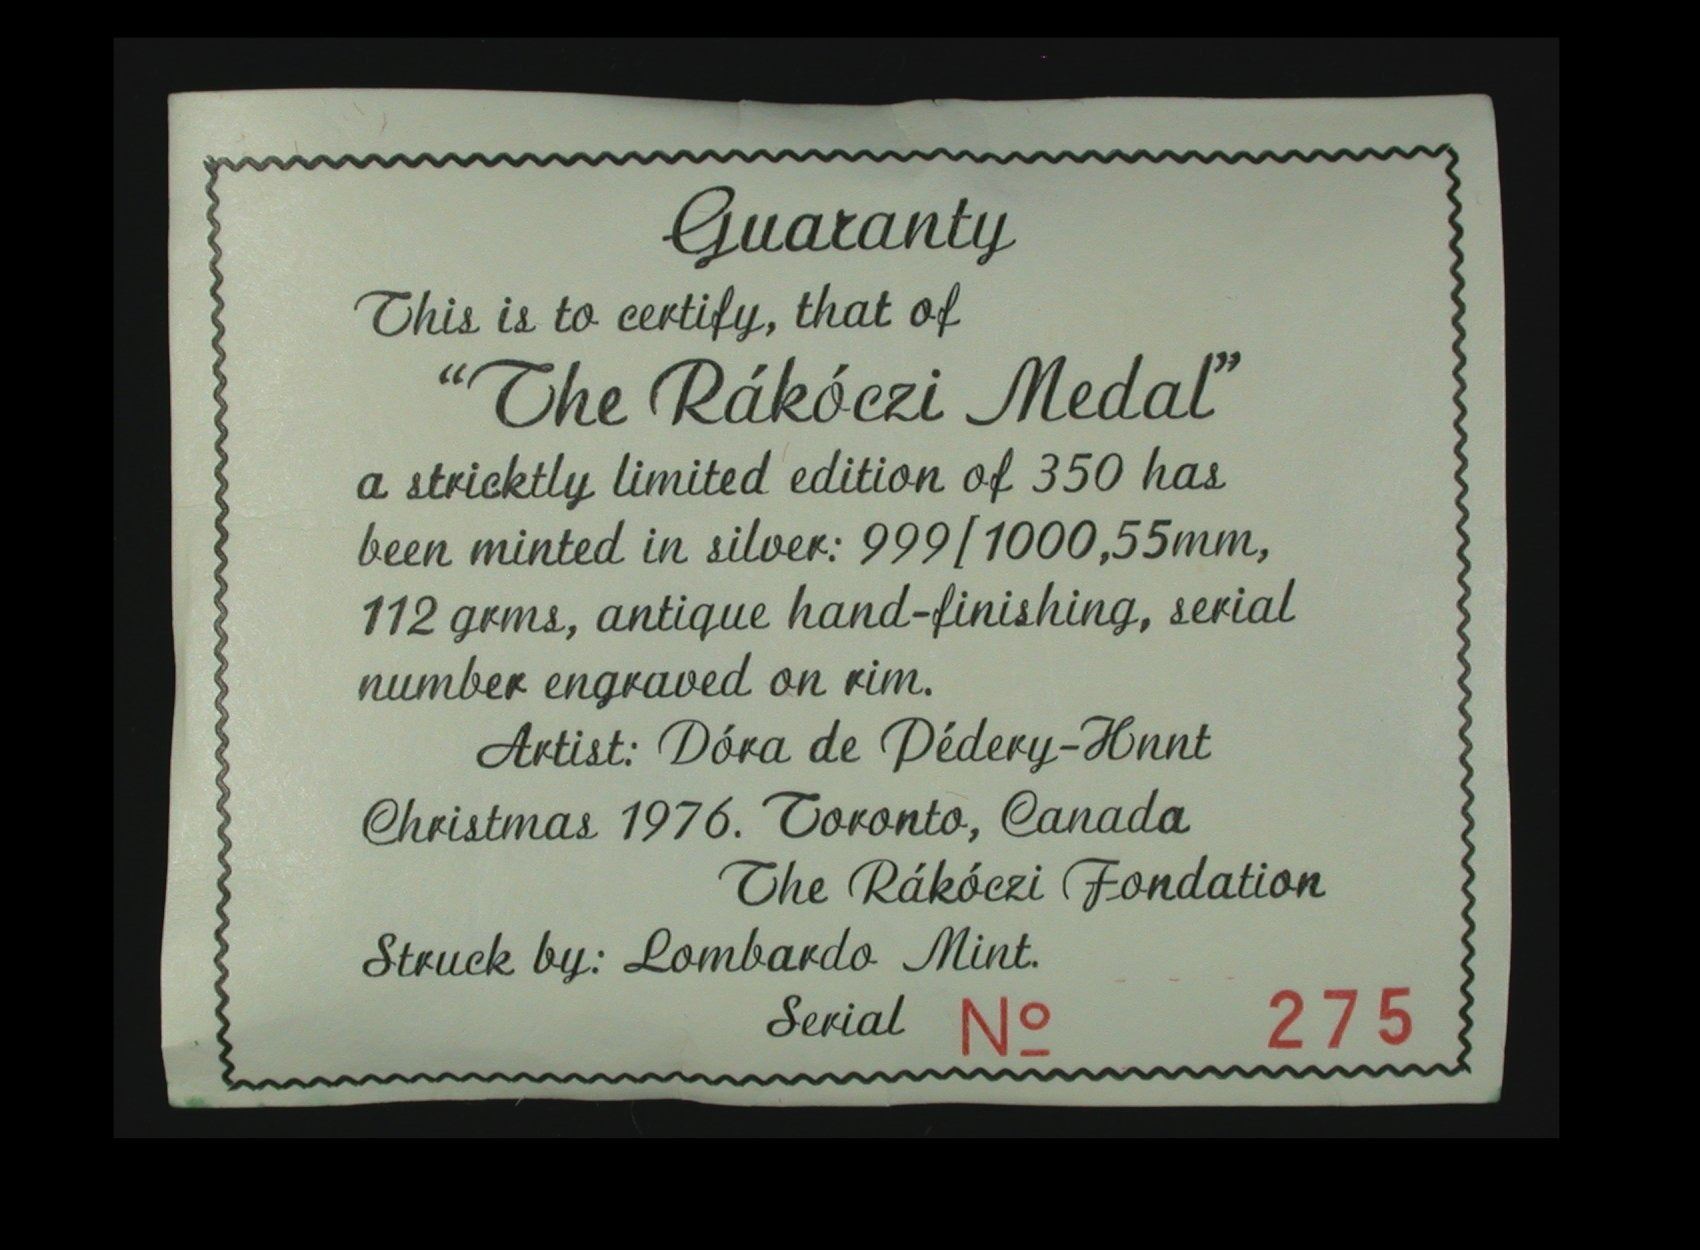 Guaranty
This is to certify, that of
“The Rákóczi Medal”
a stricktly limited edition of 350 has
been minted in silver: 999[1000,55mm,
112 grms, antique hand-finishing, serial
number engraved on rim.
Artist: Dóra de Pédery-Hnnt
Christmas 1976. Toronto, Canada
The Rákóczi Fondation
Struck by: Lombardo Mint.
Serial No 275